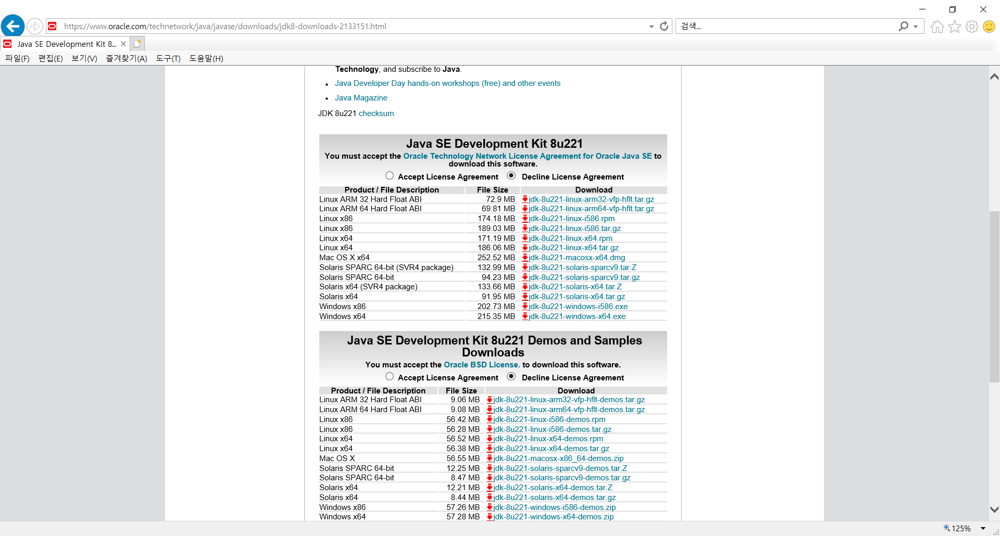 https://www.oracle.com/technetwork/java/javase/downloads/jdk8-downloads-2133151.html
검색...
Java SE Development Kit 8...
파일(F) 편집(E) 보기(V) 즐겨찾기(A) 도구(T) 도움말(H)
Technology, and subscribe to Java.
Java Developer Day hands-on workshops (free) and other events
Java Magazine
JDK 8u221 checksum
Java SE Development Kit 8u221
You must accept the Oracle Technology Network License Agreement for Oracle Java SE to
download this software.
Accept License Agreement Decline License Agreement
Product / File Description File Size Download
Linux ARM 32 Hard Float ABI 72.9 MB jdk-8u221-linux-arm32-vfp-hflt.tar.gz
Linux ARM 64 Hard Float ABI 69.81 MB jdk-8u221-linux-arm64-vfp-hflt.tar.gz
Linux x86 174.18 MB jdk-8u221-linux-i586.rpm
Linux x86 189.03 MB jdk-8u221-linux-i586.tar.gz
Linux x64 171.19 MB jdk-8u221-linux-x64.rpm
Linux x64 186.06 MB jdk-8u221-linux-x64.tar.gz
Mac OS X x64 252.52 MB jdk-8u221-macosx-x64.dmg
Solaris SPARC 64-bit (SVR4 package) 132.99 MB jdk-8u221-solaris-sparcv9.tar.Z
Solaris SPARC 64-bit 94.23 MB jdk-8u221-solaris-sparcv9.tar.gz
Solaris x64 (SVR4 package) 133.66 MB jdk-8u221-solaris-x64.tar.Z
Solaris x64 91.95 MB jdk-8u221-solaris-x64.tar.gz
Windows x86 202.73 MB jdk-8u221-windows-i586.exe
Windows x64 215.35 MB jdk-8u221-windows-x64.exe
Java SE Development Kit 8u221 Demos and Samples
Downloads
You must accept the Oracle BSD License. to download this software.
Accept License Agreement Decline License Agreement
Product / File Description File Size Download
Linux ARM 32 Hard Float ABI 9.06 MB jdk-8u221-linux-arm32-vfp-hflt-demos.tar.gz
Linux ARM 64 Hard Float ABI 9.08 MB jdk-8u221-linux-arm64-vfp-hflt-demos.tar.gz
Linux x86 56.42 MB jdk-8u221-linux-i586-demos.rpm
Linux x86 56.28 MB jdk-8u221-linux-i586-demos.tar.gz
Linux x64 56.52 MB jdk-8u221-linux-x64-demos.rpm
Linux x64 56.38 MB jdk-8u221-linux-x64-demos.tar.gz
Mac OS X 56.55 MB jdk-8u221-macosx-x86_64-demos.zip
Solaris SPARC 64-bit 12.25 MB jdk-8u221-solaris-sparcv9-demos.tar.Z
Solaris SPARC 64-bit 8.47 MB jdk-8u221-solaris-sparcv9-demos.tar.gz
Solaris x64 12.21 MB jdk-8u221-solaris-x64-demos.tar.Z
Solaris x64 8.44 MB jdk-8u221-solaris-x64-demos.tar.gz
Windows x86 57.26 MB jdk-8u221-windows-i586-demos.zip
Windows x64 57.28 MB jdk-8u221-windows-x64-demos.zip
125%